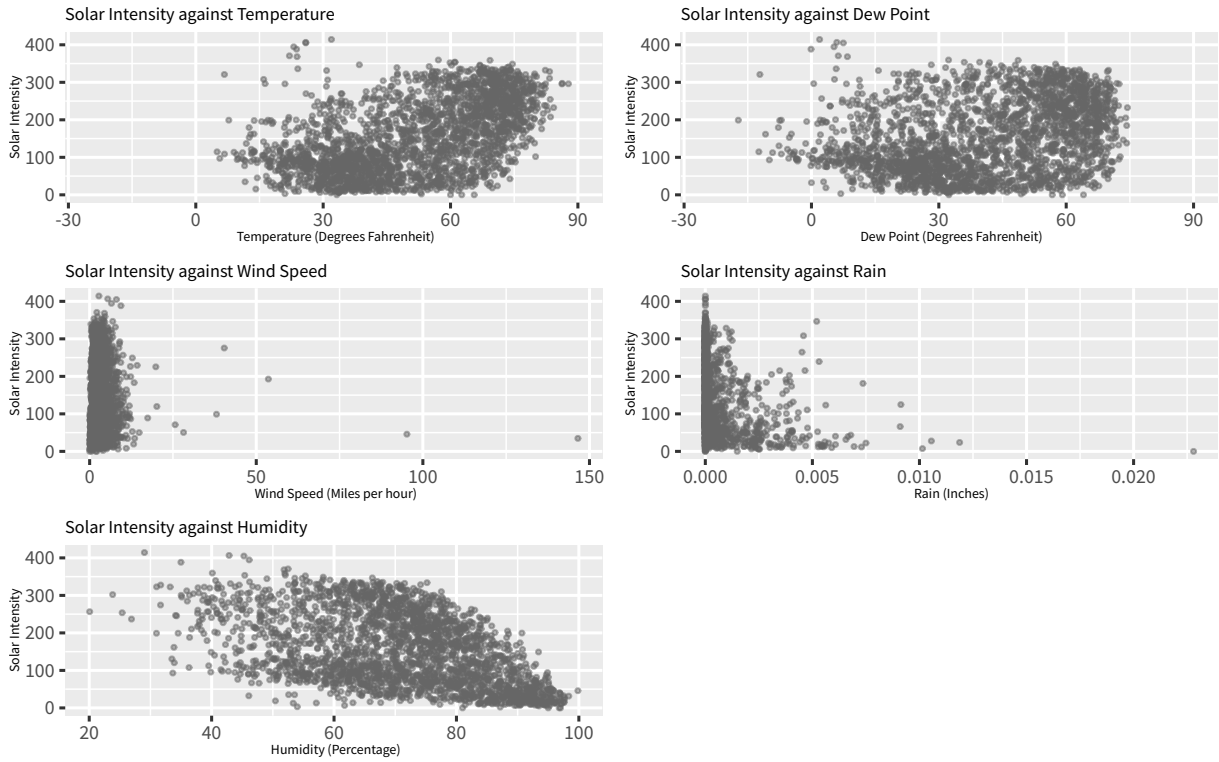 Solar Intensity against Temperature
Solar Intensity
400
300
200
100
0
-30 0 30 60 90
Temperature (Degrees Fahrenheit)
Solar Intensity against Dew Point
Solar Intensity
400
300
200
100
0
-30 0 30 60 90
Dew Point (Degrees Fahrenheit)
Solar Intensity against Wind Speed
Solar Intensity
400
300
200
100
0
0 50 100 150
Wind Speed (Miles per hour)
Solar Intensity against Rain
Solar Intensity
400
300
200
100
0
0.000 0.005 0.010 0.015 0.020
Rain (Inches)
Solar Intensity against Humidity
Solar Intensity
400
300
200
100
0
20 40 60 80 100
Humidity (Percentage)